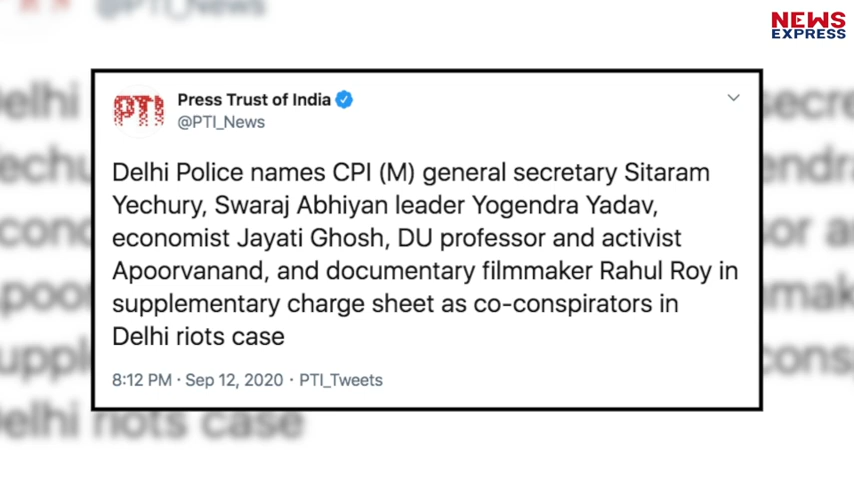 NEWS
EXPRESS
PTI
Press Trust of India
@PTI_News
Delhi Police names CPI (M) general secretary Sitaram
Yechury, Swaraj Abhiyan leader Yogendra Yadav,
economist Jayati Ghosh, DU professor and activist
Apoorvanand, and documentary filmmaker Rahul Roy in
supplementary charge sheet as co-conspirators in
Delhi riots case
8:12 PM · Sep 12, 2020 · PTI_Tweets